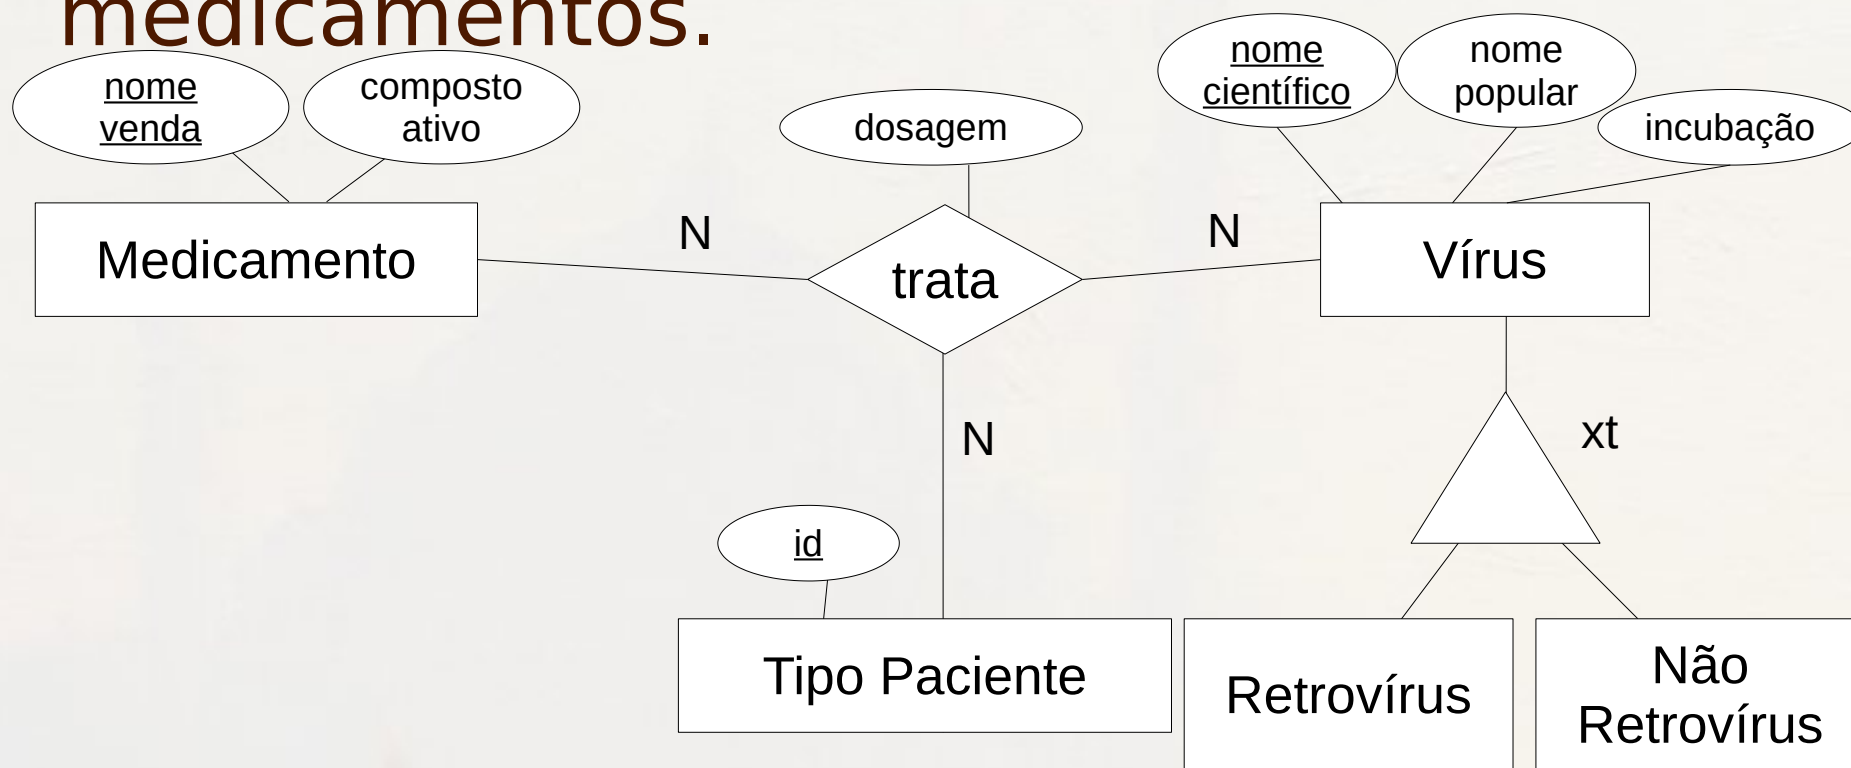 medicamentos.
nome
venda
composto
ativo
dosagem
nome
científico
nome
popular
incubação
Medicamento
N
trata
N
Vírus
N
xt
id
Tipo Paciente
Retrovírus
Não
Retrovírus